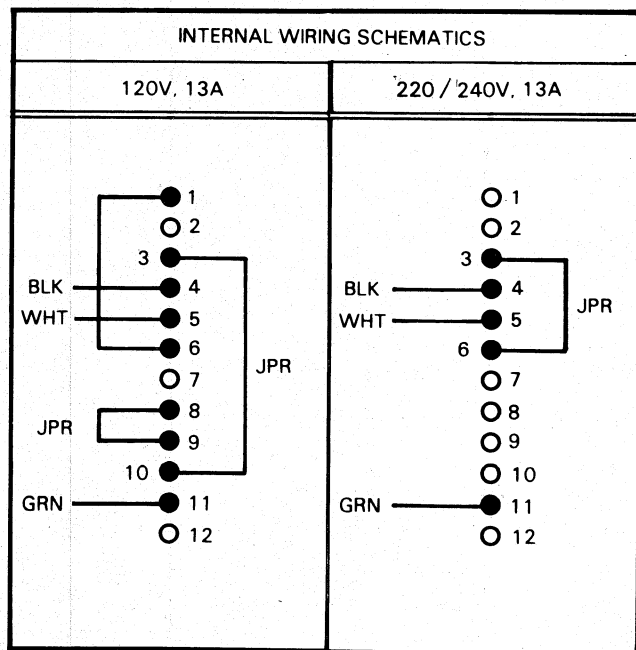 INTERNAL WIRING SCHEMATICS
120V, 13A
1
2
3
BLK 4
WHT 5
6
7
JPR
8
JPR
9
10
GRN 11
12
220 / 240V, 13A
1
2
3
BLK 4
JPR
WHT 5
6
7
8
9
10
GRN 11
12